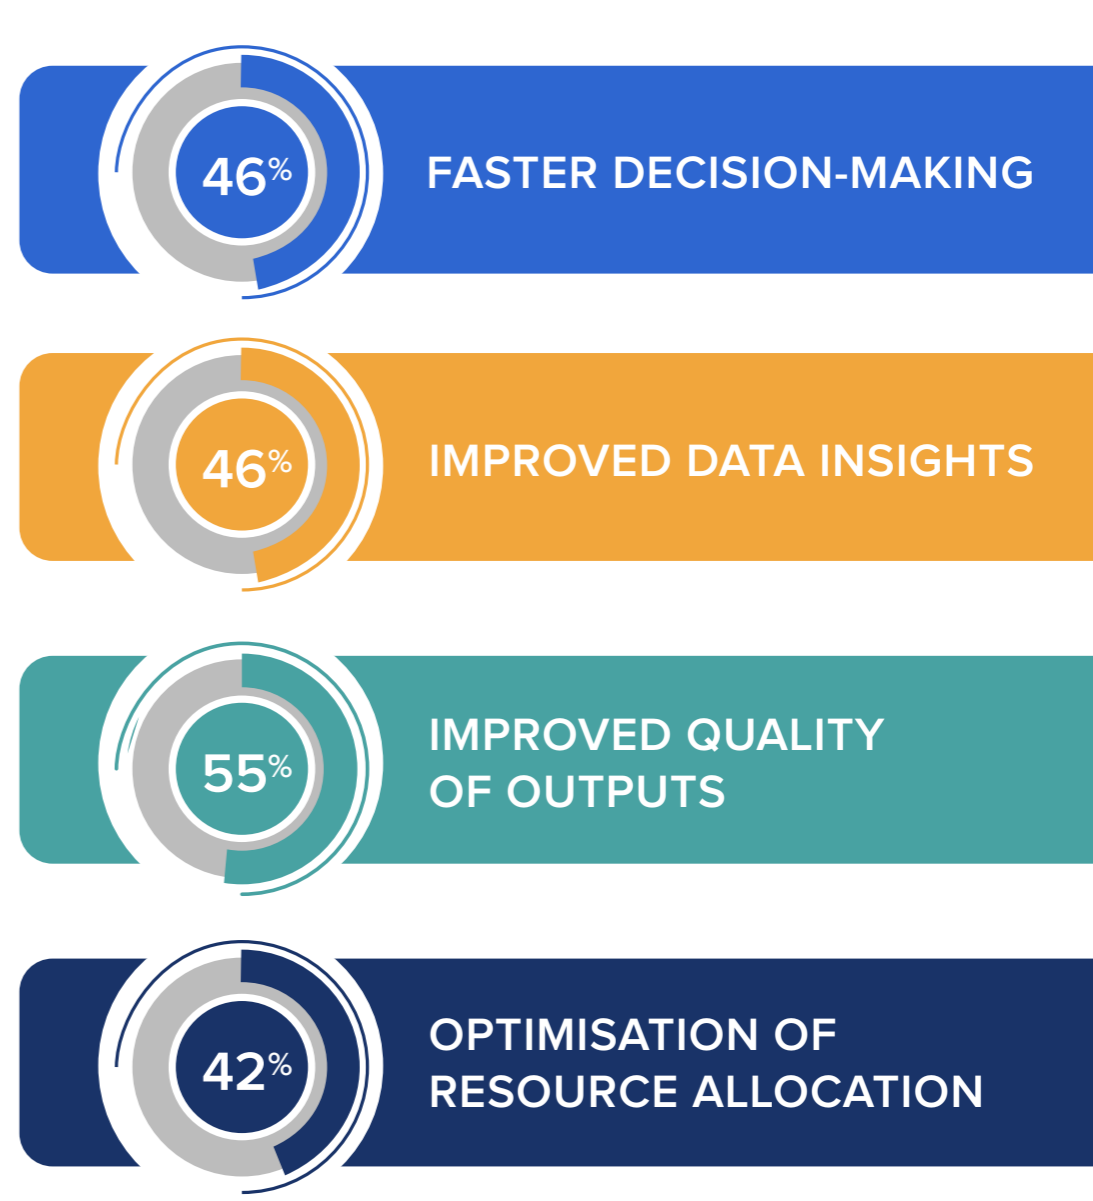 46%
FASTER DECISION-MAKING
46%
IMPROVED DATA INSIGHTS
55%
IMPROVED QUALITY
OF OUTPUTS
42%
OPTIMISATION OF
RESOURCE ALLOCATION